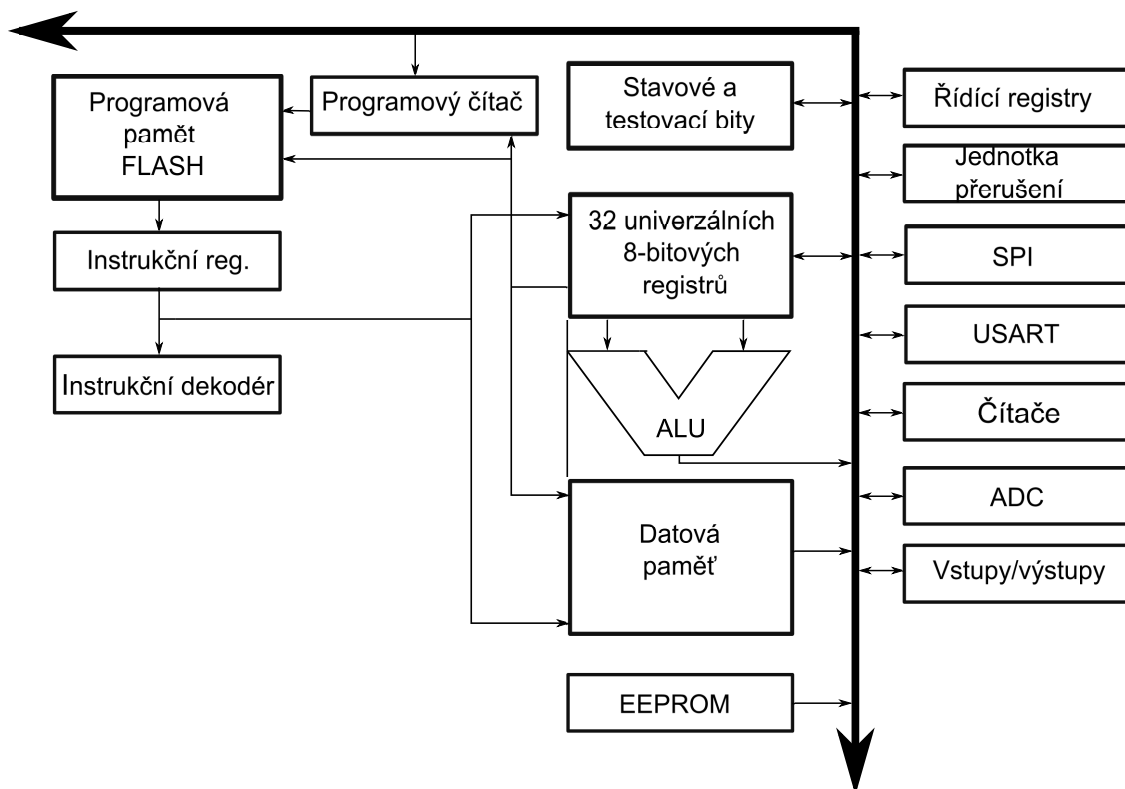 Programová
pamět
FLASH
Programový čítač
Instrukční reg.
Instrukční dekodér
Stavové a
testovací bity
32 univerzálních
8-bitových
registrů
ALU
Datová
paměť
EEPROM
Řídící registry
Jednotka
přerušení
SPI
USART
Čítače
ADC
Vstupy/výstupy